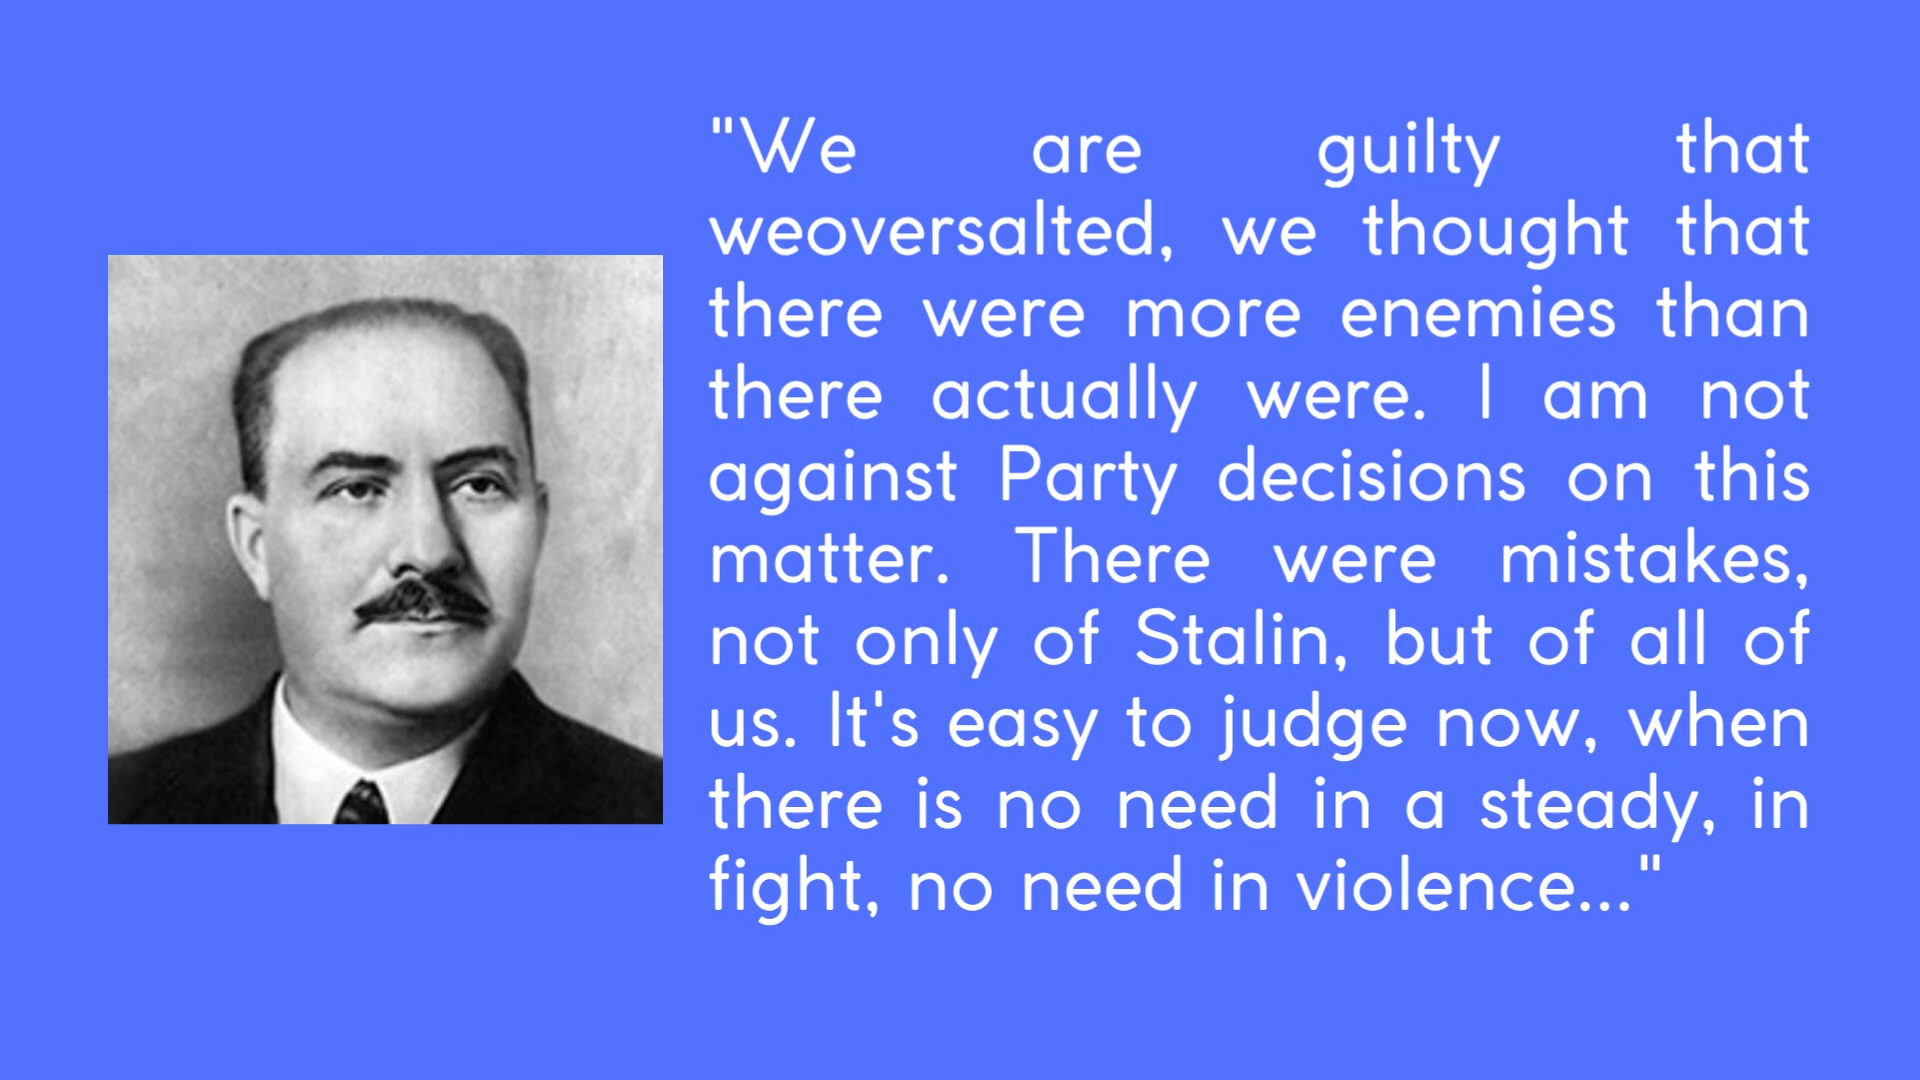 "We are guilty that
weoversalted, we thought that
there were more enemies than
there actually were. I am not
against Party decisions on this
matter. There were mistakes,
not only of Stalin, but of all of
us. It's easy to judge now, when
there is no need in a steady, in
fight, no need in violence..."